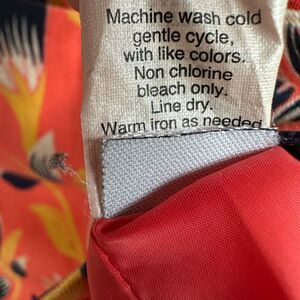 Machine wash cold
gentle cycle,
with like colors.
Non chlorine
bleach only.
Line dry.
Warm iron as needed